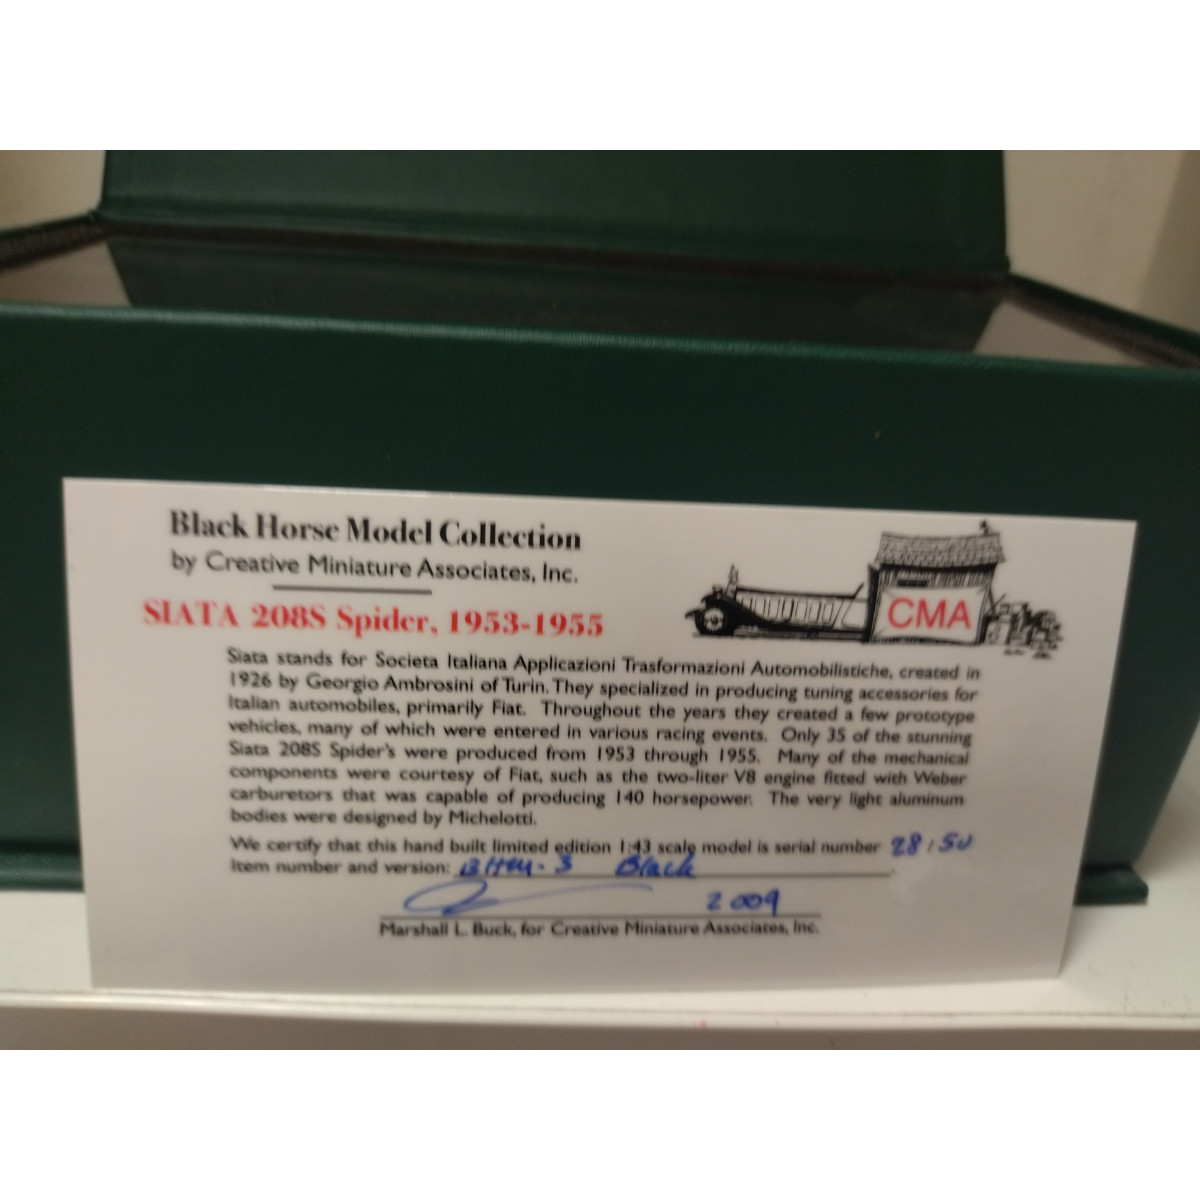 Black Horse Model Collection
by Creative Miniature Associates, Inc.
CMA
SIATA 208S Spider, 1953-1955
Siata stands for Societa Italiana Applicazioni Trasformazioni Automobilistiche, created in
1926 by Georgio Ambrosini of Turin. They specialized in producing tuning accessories for
Italian automobiles, primarily Fiat. Throughout the years they created a few prototype
vehicles, many of which were entered in various racing events. Only 35 of the stunning
Siata 208S Spider's were produced from 1953 through 1955. Many of the mechanical
components were courtesy of Fiat, such as the two-liter V8 engine fitted with Weber
carburetors that was capable of producing 140 horsepower. The very light aluminum
bodies were designed by Michelotti.
We certify that this hand built limited edition 1:43 scale model is serial number 28/50
Item number and version: BHM-3 Black
2009
Marshall L. Buck, for Creative Miniature Associates, Inc.